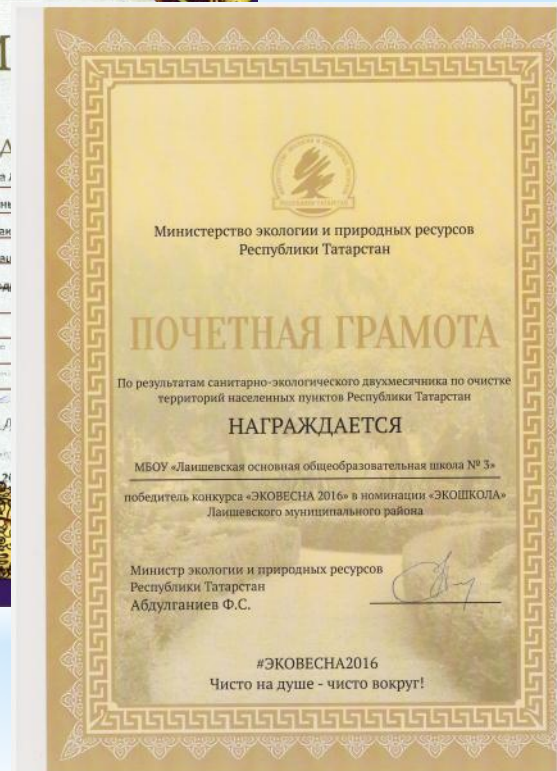 Министерство экологии и природных ресурсов
Республики Татарстан
ПОЧЕТНАЯ ГРАМОТА
По результатам санитарно-экологического двухмесячника по очистке
территорий населенных пунктов Республики Татарстан
НАГРАЖДАЕТСЯ
МБОУ «Лаишевская основная общеобразовательная школа № 3»
победитель конкурса «ЭКОВЕСНА 2016» в номинации «ЭКОШКОЛА»
Лаишевского муниципального района
Министр экологии и природных ресурсов
Республики Татарстан
Абдулганиев Ф.С.
#ЭКОВЕСНА2016
Чисто на душе - чисто вокруг!